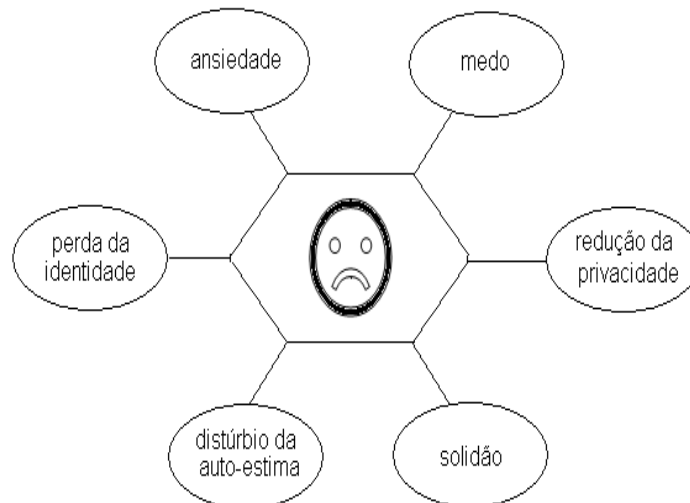 ansiedade
medo
perda da
identidade
redução da
privacidade
distúrbio da
auto-estima
solidão